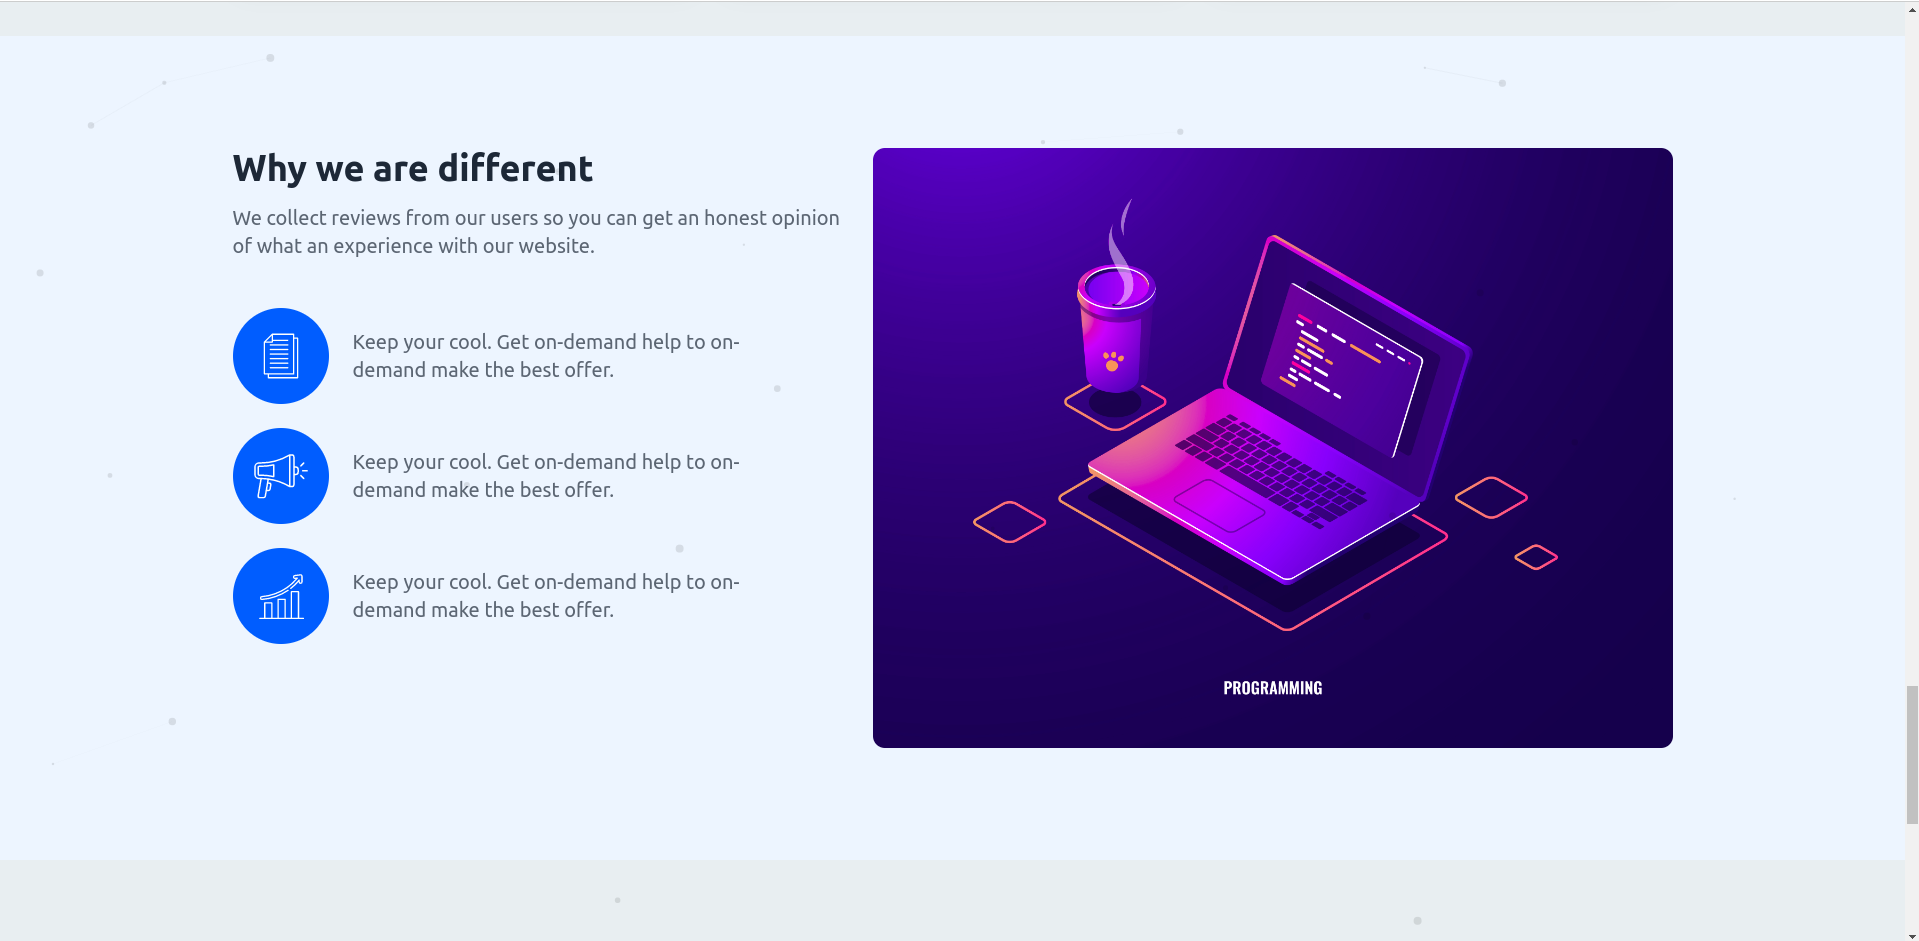 Why we are different
We collect reviews from our users so you can get an honest opinion
of what an experience with our website.
Keep your cool. Get on-demand help to on-
demand make the best offer.
Keep your cool. Get on-demand help to on-
demand make the best offer.
Keep your cool. Get on-demand help to on-
demand make the best offer.
PROGRAMMING